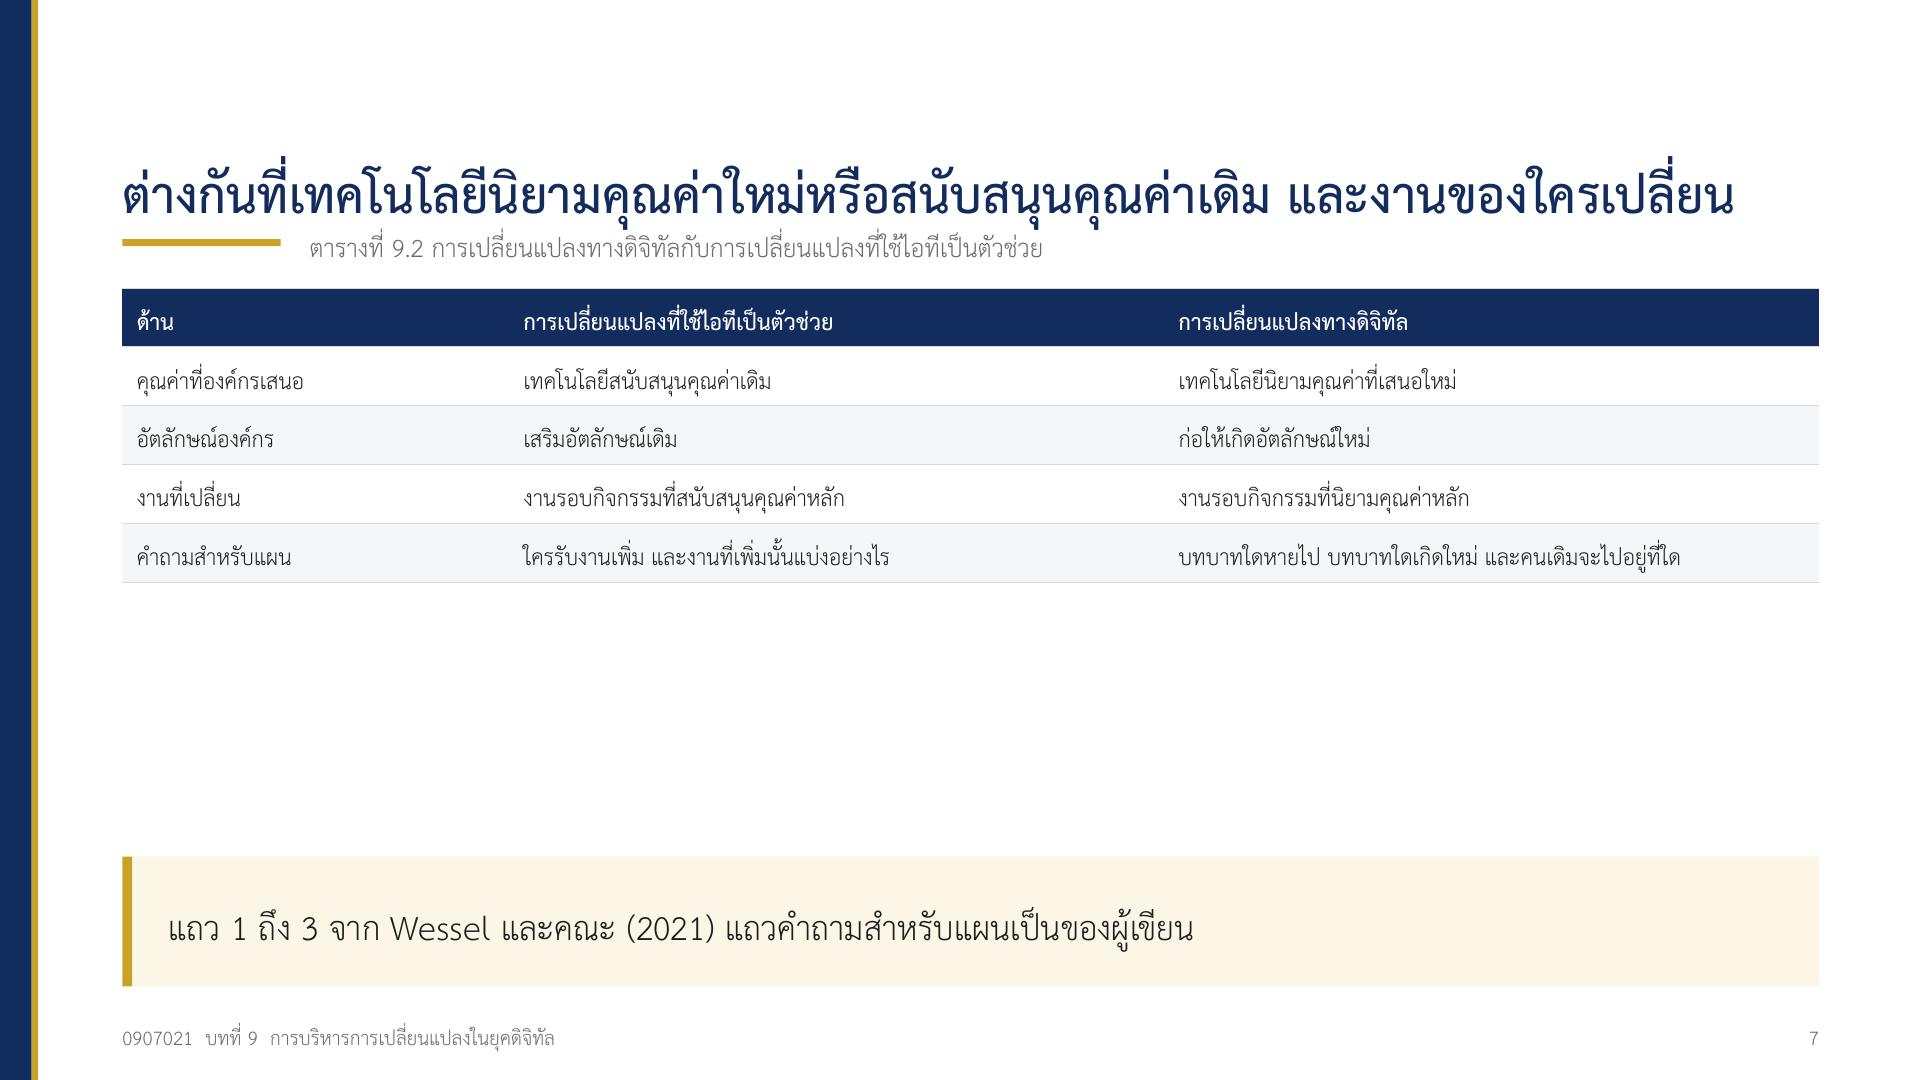 ต่างกันที่เทคโนโลยีนิยามคุณค่าใหม่หรือสนับสนุนคุณค่าเดิม และงานของใครเปลี่ยน
ตารางที่ 9.2 การเปลี่ยนแปลงทางดิจิทัลกับการเปลี่ยนแปลงที่ใช้ไอทีเป็นตัวช่วย
ด้าน การเปลี่ยนแปลงที่ใช้ไอทีเป็นตัวช่วย การเปลี่ยนแปลงทางดิจิทัล
คุณค่าที่องค์กรเสนอ เทคโนโลยีสนับสนุนคุณค่าเดิม เทคโนโลยีนิยามคุณค่าที่เสนอใหม่
อัตลักษณ์องค์กร เสริมอัตลักษณ์เดิม ก่อให้เกิดอัตลักษณ์ใหม่
งานที่เปลี่ยน งานรอบกิจกรรมที่สนับสนุนคุณค่าหลัก งานรอบกิจกรรมที่นิยามคุณค่าหลัก
คำถามสำหรับแผน ใครรับงานเพิ่ม และงานที่เพิ่มนั้นแบ่งอย่างไร บทบาทใดหายไป บทบาทใดเกิดใหม่ และคนเดิมจะไปอยู่ที่ใด
แถว 1 ถึง 3 จาก Wessel และคณะ (2021) แถวคำถามสำหรับแผนเป็นของผู้เขียน
0907021 บทที่ 9 การบริหารการเปลี่ยนแปลงในยุคดิจิทัล 7